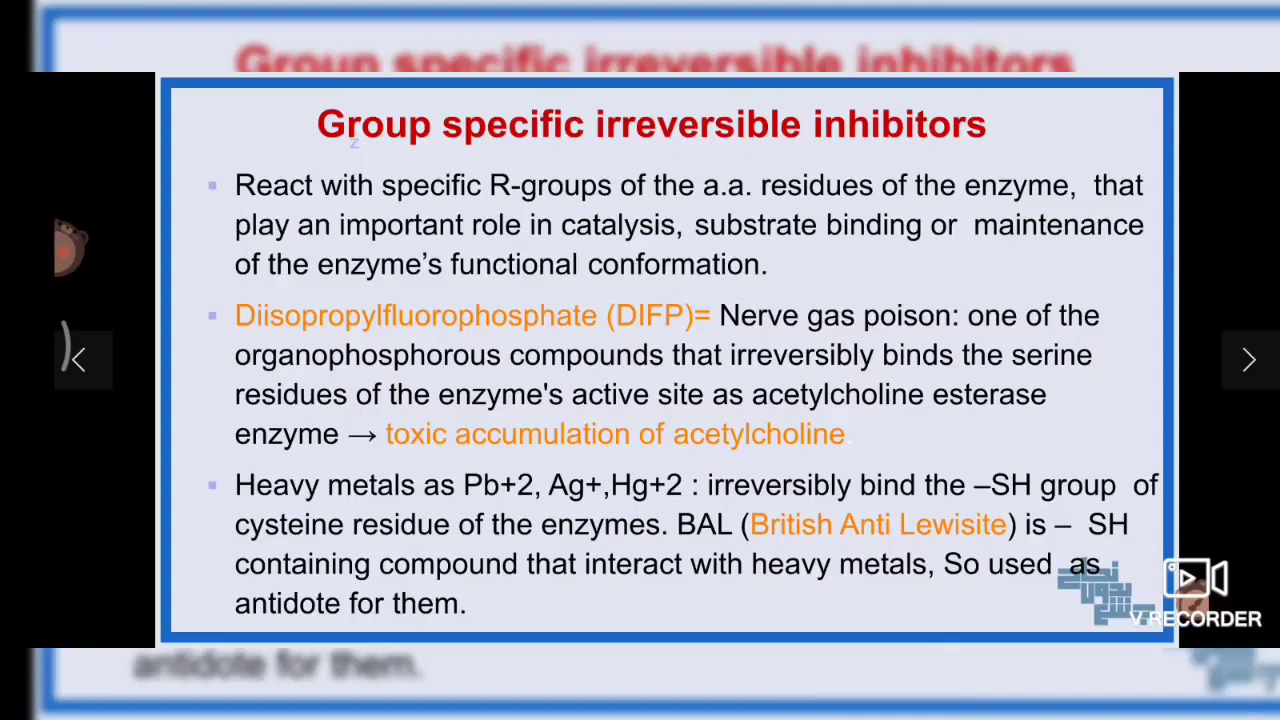 Group specific irreversible inhibitors
Group specific irreversible inhibitors
z
React with specific R-groups of the a.a. residues of the enzyme, that
play an important role in catalysis, substrate binding or maintenance
of the enzyme’s functional conformation.
Diisopropylfluorophosphate (DIFP)= Nerve gas poison: one of the
organophosphorous compounds that irreversibly binds the serine
residues of the enzyme's active site as acetylcholine esterase
enzyme → toxic accumulation of acetylcholine.
Heavy metals as Pb+2, Ag+,Hg+2 : irreversibly bind the –SH group of
cysteine residue of the enzymes. BAL (British Anti Lewisite) is – SH
containing compound that interact with heavy metals, So used as
antidote for them.
V RECORDER
antidote for them.